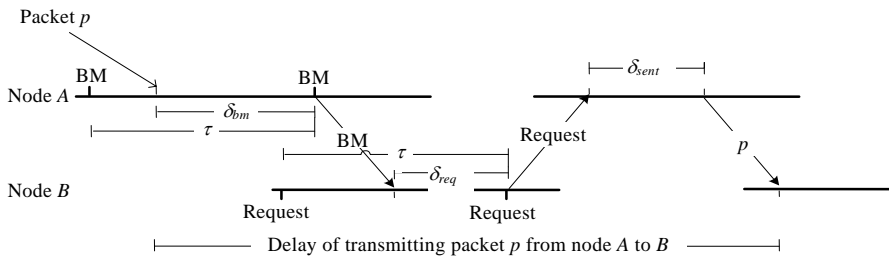 Packet p
BM
BM
δsent
Node A
δbm
τ
BM
Request
τ
p
δreq
Node B
Request
Request
Delay of transmitting packet p from node A to B